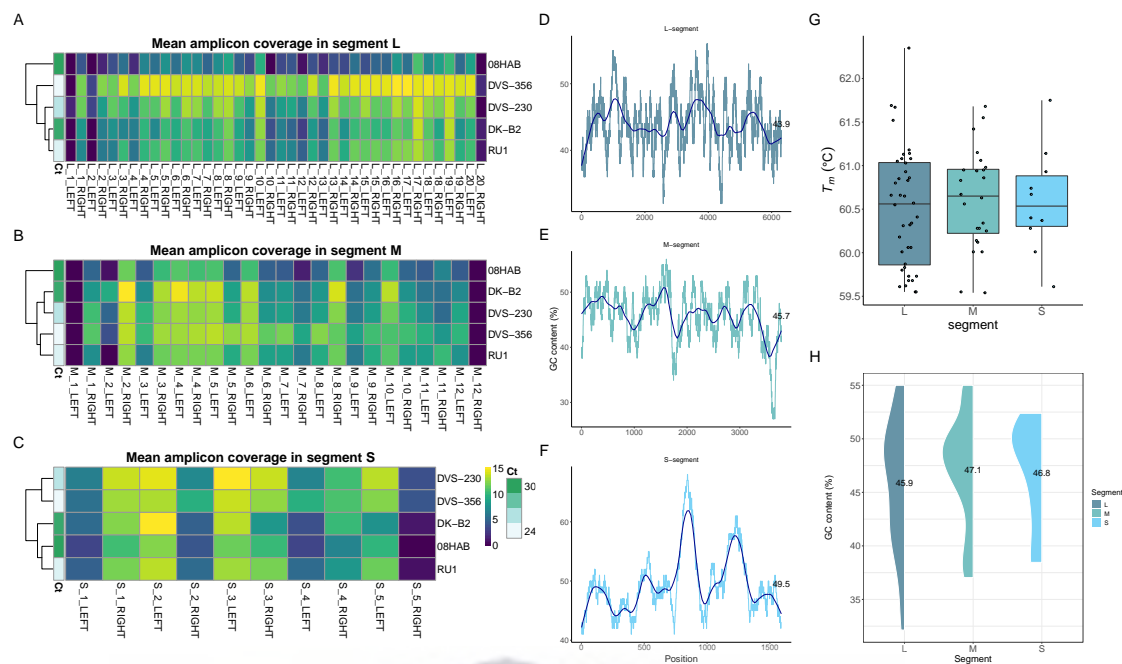 A
Mean amplicon coverage in segment L
08HAB
DVS-356
DVS-230
DK-B2
RU1
Ct
L_1_LEFT
L_1_RIGHT
L_2_LEFT
L_2_RIGHT
L_3_LEFT
L_3_RIGHT
L_4_LEFT
L_4_RIGHT
L_5_LEFT
L_5_RIGHT
L_6_LEFT
L_6_RIGHT
L_7_LEFT
L_7_RIGHT
L_8_LEFT
L_8_RIGHT
L_9_LEFT
L_9_RIGHT
L_10_LEFT
L_10_RIGHT
L_11_LEFT
L_11_RIGHT
L_12_LEFT
L_12_RIGHT
L_13_LEFT
L_13_RIGHT
L_14_LEFT
L_14_RIGHT
L_15_LEFT
L_15_RIGHT
L_16_LEFT
L_16_RIGHT
L_17_LEFT
L_17_RIGHT
L_18_LEFT
L_18_RIGHT
L_19_LEFT
L_19_RIGHT
L_20_LEFT
L_20_RIGHT
B
Mean amplicon coverage in segment M
08HAB
DK-B2
DVS-230
DVS-356
RU1
Ct
M_1_LEFT
M_1_RIGHT
M_2_LEFT
M_2_RIGHT
M_3_LEFT
M_3_RIGHT
M_4_LEFT
M_4_RIGHT
M_5_LEFT
M_5_RIGHT
M_6_LEFT
M_6_RIGHT
M_7_LEFT
M_7_RIGHT
M_8_LEFT
M_8_RIGHT
M_9_LEFT
M_9_RIGHT
M_10_LEFT
M_10_RIGHT
M_11_LEFT
M_11_RIGHT
M_12_LEFT
M_12_RIGHT
C
Mean amplicon coverage in segment S
DVS-230
DVS-356
DK-B2
08HAB
RU1
Ct
S_1_LEFT
S_1_RIGHT
S_2_LEFT
S_2_RIGHT
S_3_LEFT
S_3_RIGHT
S_4_LEFT
S_4_RIGHT
S_5_LEFT
S_5_RIGHT
15
10
5
0
Ct
30
24
D
L-segment
50
40
43.9
0
2000
4000
6000
E
M-segment
GC content (%)
50
40
30
45.7
0
1000
2000
3000
F
S-segment
60
50
40
49.5
0
500
1000
1500
Position
G
Tm (°C)
62.0
61.5
61.0
60.5
60.0
59.5
L
M
S
segment
H
GC content (%)
55
50
45
40
35
45.9
47.1
46.8
L
M
S
Segment
Segment
L
M
S